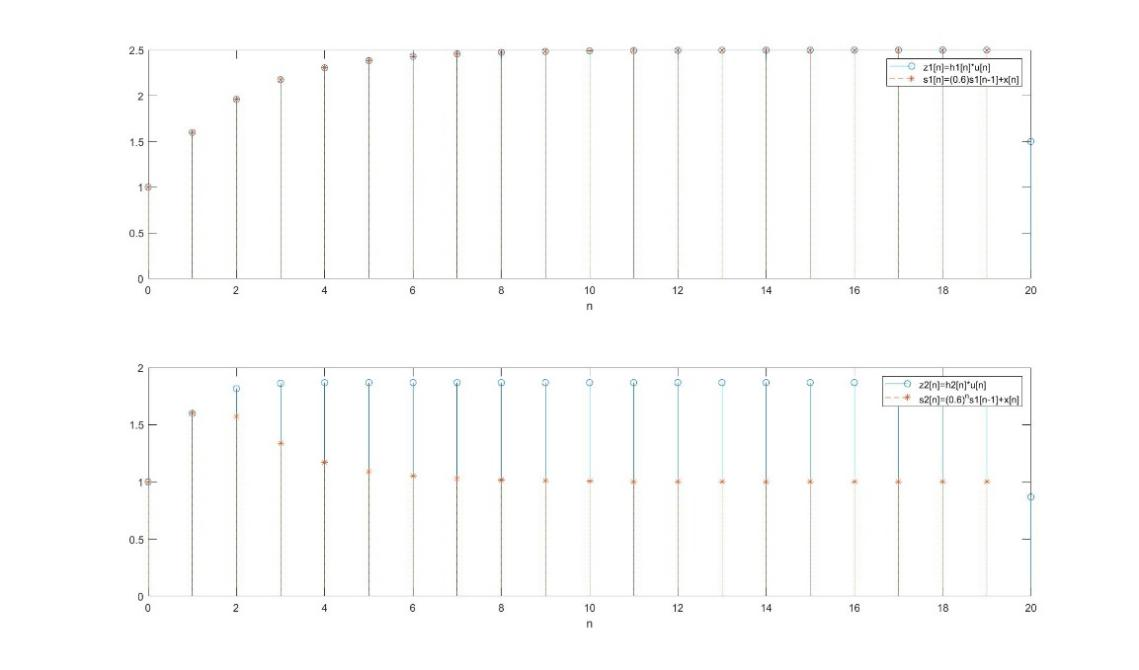 2.5
2
1.5
1
0.5
0
0 2 4 6 8 10 12 14 16 18 20
n
z1[n]=h1[n]*u[n]
s1[n]=(0.6)s1[n-1]+x[n]
2
1.5
1
0.5
0
0 2 4 6 8 10 12 14 16 18 20
n
z2[n]=h2[n]*u[n]
s2[n]=(0.6)ⁿs1[n-1]+x[n]